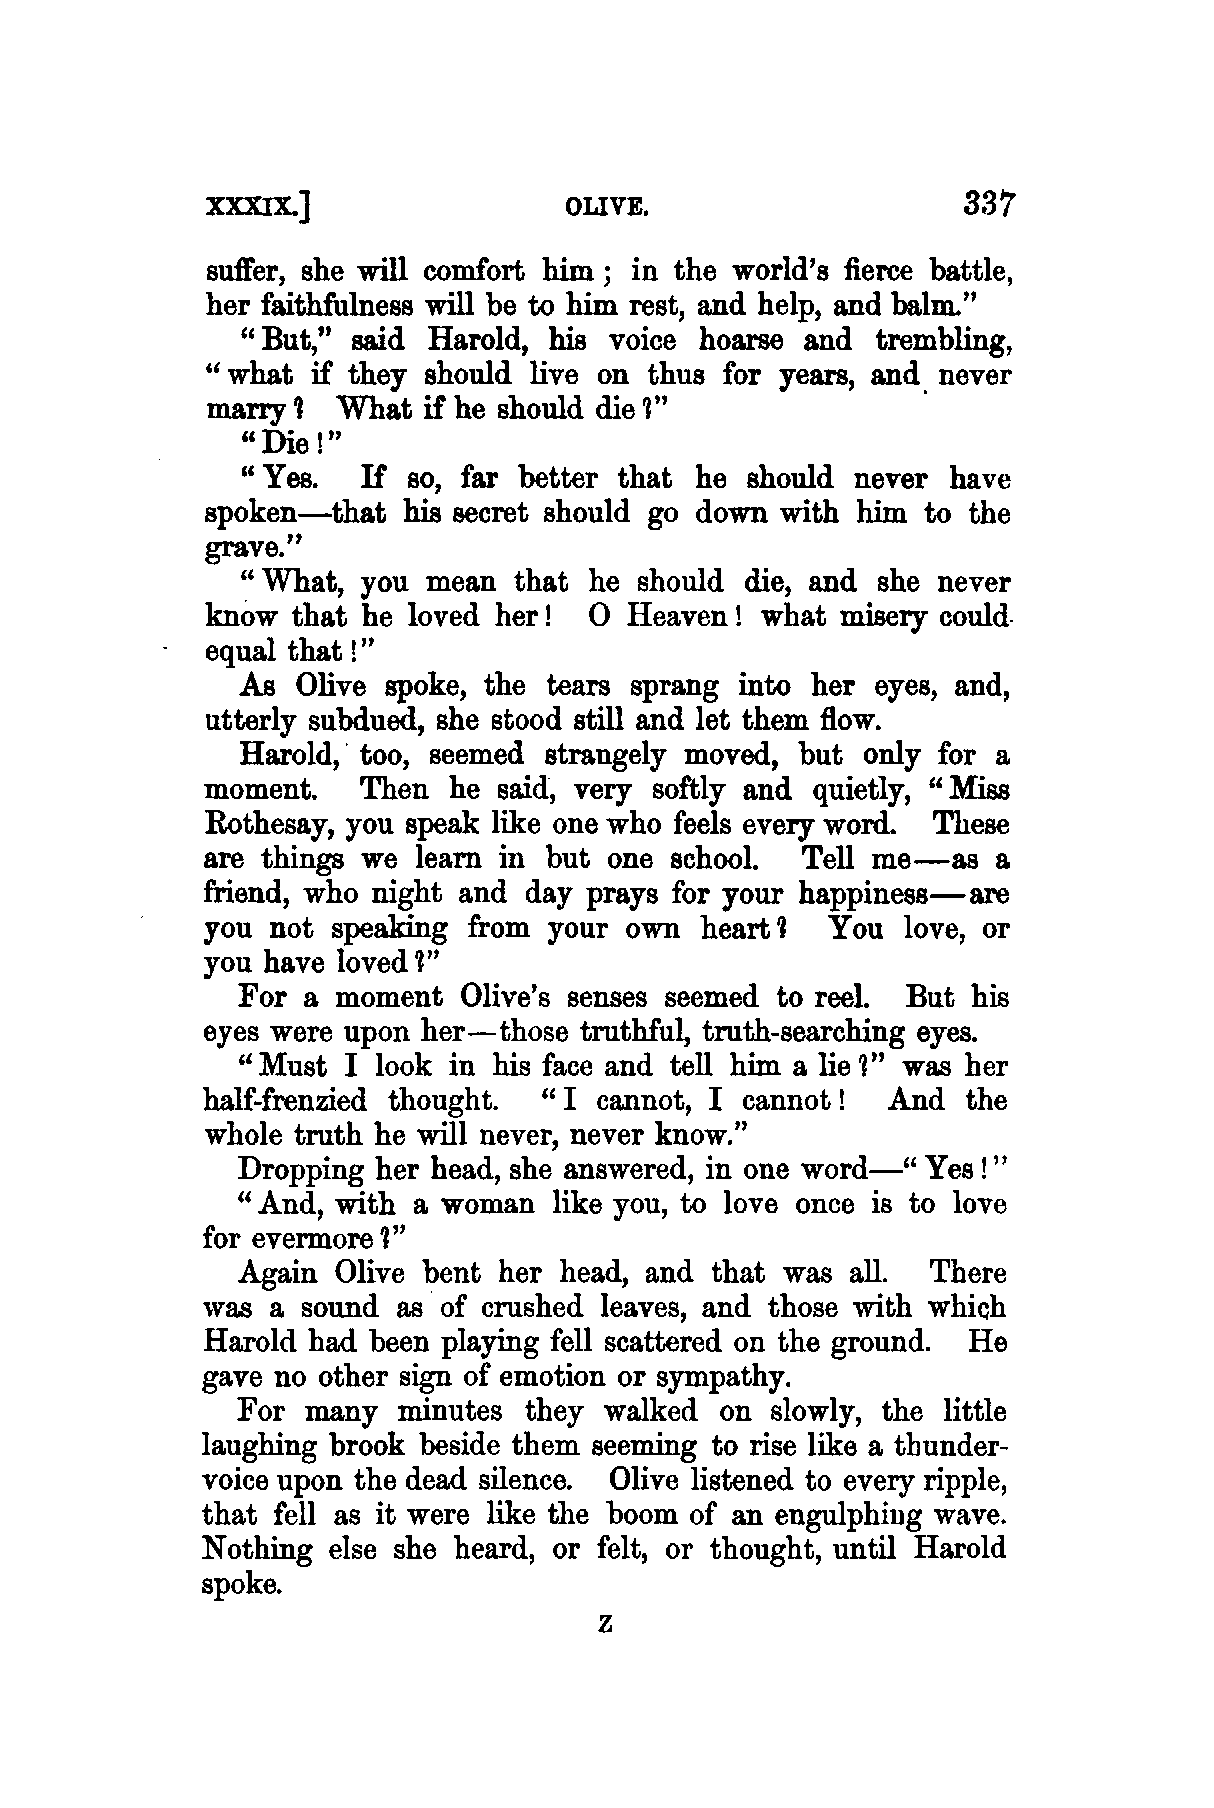 XXXIX.] OLIVE. 337
suffer, she will comfort him ; in the world's fierce battle,
her faithfulness will be to him rest, and help, and balm."
"But," said Harold, his voice hoarse and trembling,
"what if they should live on thus for years, and never
marry? What if he should die?"
"Die!"
"Yes. If so, far better that he should never have
spoken—that his secret should go down with him to the
grave."
"What, you mean that he should die, and she never
know that he loved her! O Heaven! what misery could
equal that!"
As Olive spoke, the tears sprang into her eyes, and,
utterly subdued, she stood still and let them flow.
Harold, too, seemed strangely moved, but only for a
moment. Then he said, very softly and quietly, "Miss
Rothesay, you speak like one who feels every word. These
are things we learn in but one school. Tell me—as a
friend, who night and day prays for your happiness—are
you not speaking from your own heart? You love, or
you have loved?"
For a moment Olive's senses seemed to reel. But his
eyes were upon her—those truthful, truth-searching eyes.
"Must I look in his face and tell him a lie?" was her
half-frenzied thought. "I cannot, I cannot! And the
whole truth he will never, never know."
Dropping her head, she answered, in one word—"Yes!"
"And, with a woman like you, to love once is to love
for evermore?"
Again Olive bent her head, and that was all. There
was a sound as of crushed leaves, and those with which
Harold had been playing fell scattered on the ground. He
gave no other sign of emotion or sympathy.
For many minutes they walked on slowly, the little
laughing brook beside them seeming to rise like a thunder-
voice upon the dead silence. Olive listened to every ripple,
that fell as it were like the boom of an engulphing wave.
Nothing else she heard, or felt, or thought, until Harold
spoke.
Z